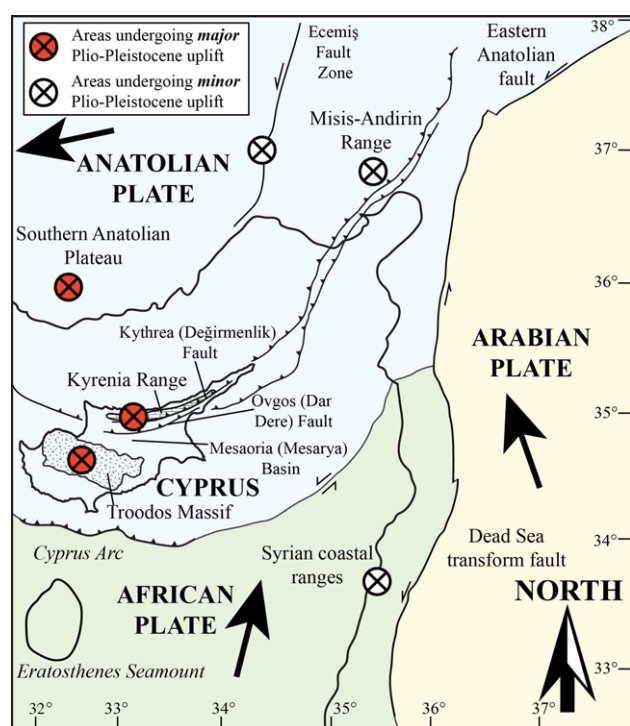 Areas undergoing major
Plio-Pleistocene uplift
Areas undergoing minor
Plio-Pleistocene uplift
Ecemiş
Fault
Zone
Eastern
Anatolian
fault
38°
Misis-Andirin
Range
ANATOLIAN
PLATE
37°
Southern Anatolian
Plateau
36°
Kythrea (Değirmenlik)
Fault
Kyrenia Range
ARABIAN
PLATE
Ovgos (Dar
Dere) Fault
35°
Mesaoria (Mesarya)
Basin
CYPRUS
Troodos Massif
Cyprus Arc
Syrian coastal
ranges
Dead Sea
transform fault
34°
AFRICAN
PLATE
NORTH
Eratosthenes Seamount
33°
32°
33°
34°
35°
36°
37°